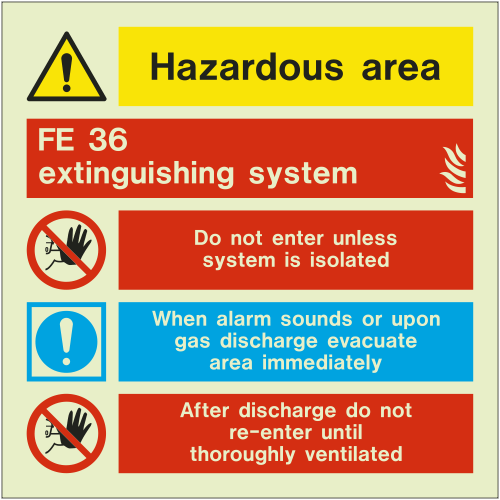 Hazardous area
FE 36
extinguishing system
Do not enter unless
system is isolated
When alarm sounds or upon
gas discharge evacuate
area immediately
After discharge do not
re-enter until
thoroughly ventilated